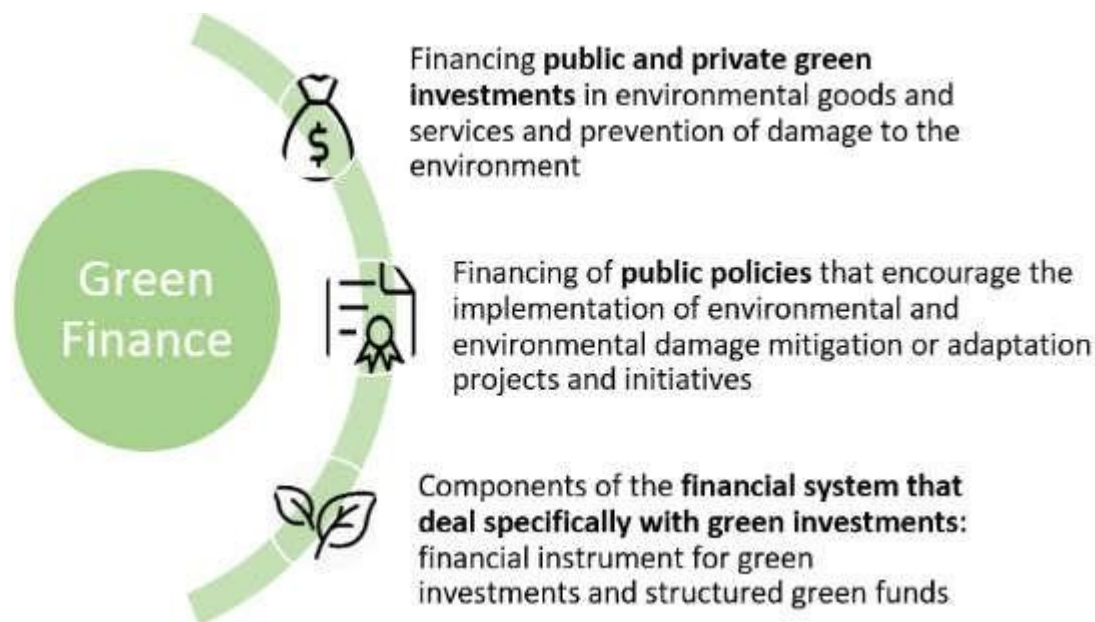 Green
Finance
$
Financing public and private green
investments in environmental goods and
services and prevention of damage to the
environment
Financing of public policies that encourage the
implementation of environmental and
environmental damage mitigation or adaptation
projects and initiatives
Components of the financial system that
deal specifically with green investments:
financial instrument for green
investments and structured green funds